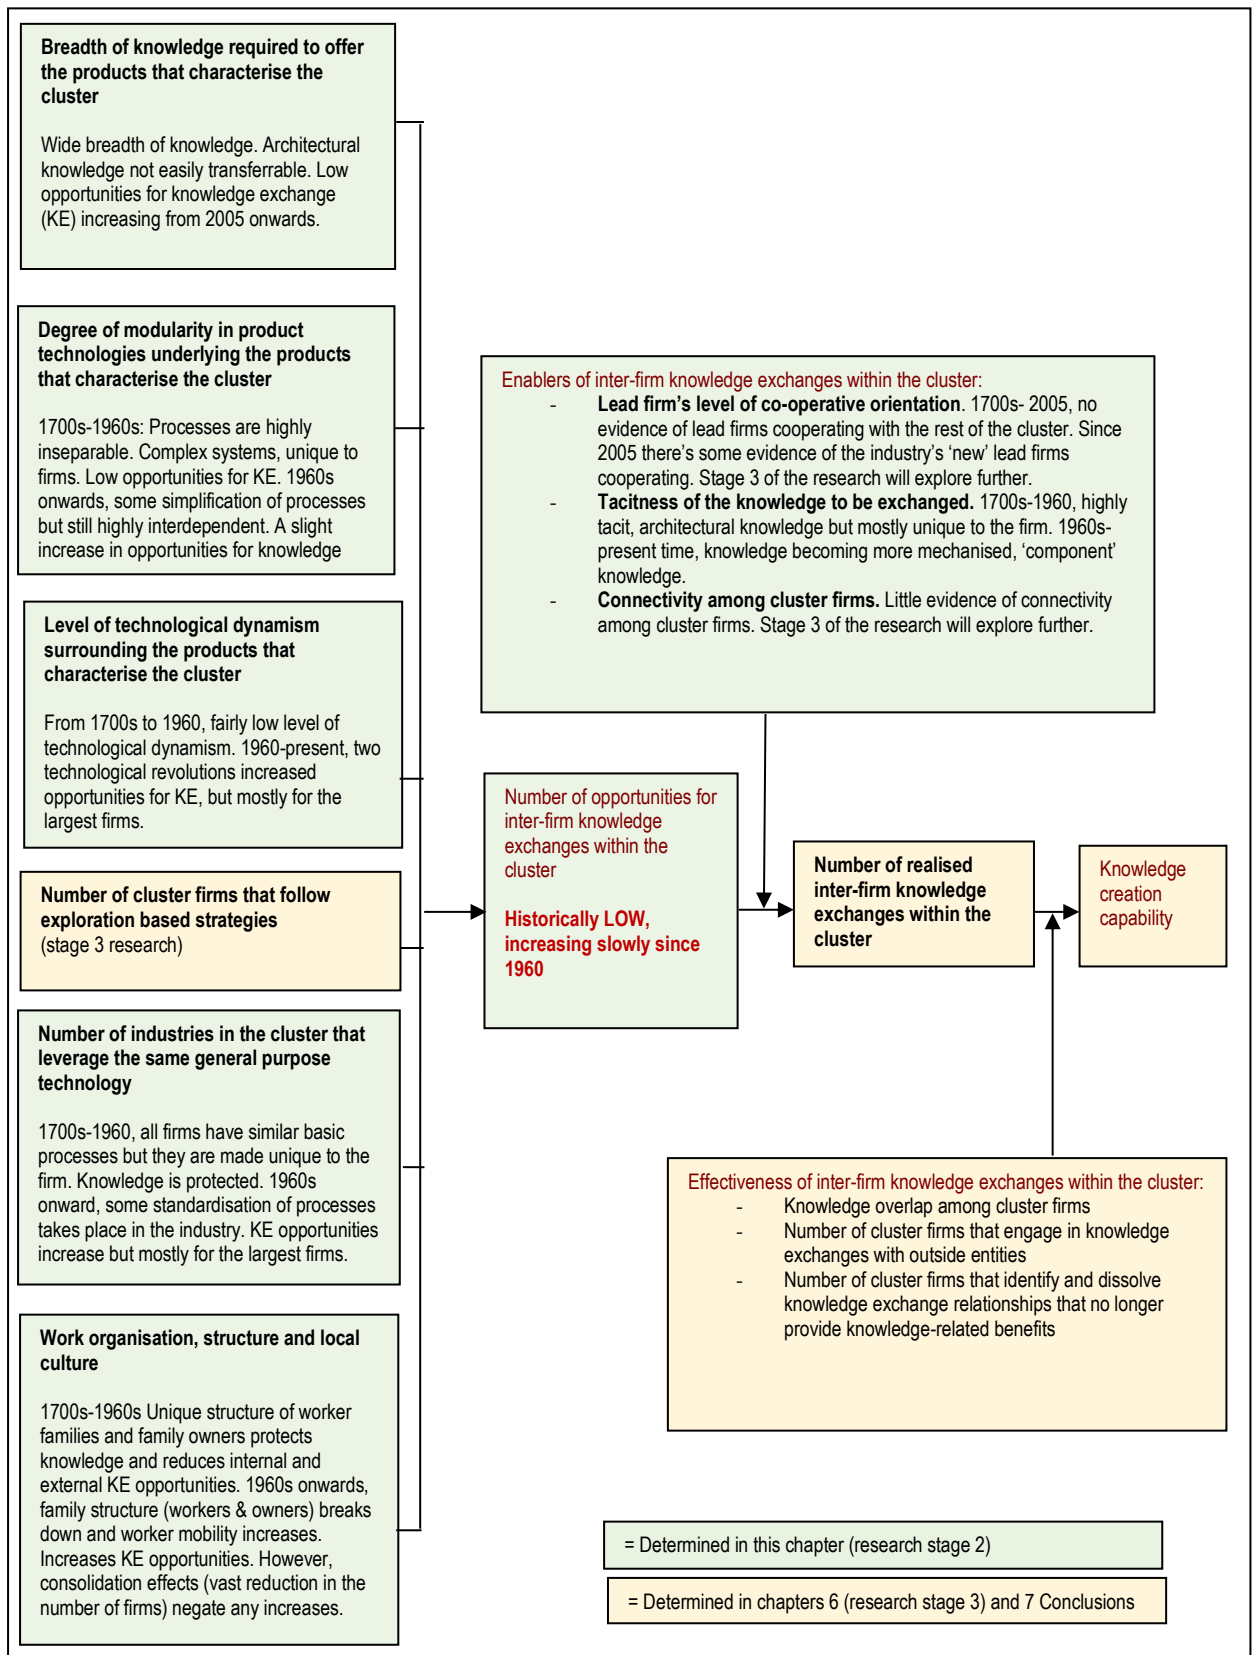 Breadth of knowledge required to offer
the products that characterise the
cluster
Wide breadth of knowledge. Architectural
knowledge not easily transferrable. Low
opportunities for knowledge exchange
(KE) increasing from 2005 onwards.
Degree of modularity in product
technologies underlying the products
that characterise the cluster
1700s-1960s: Processes are highly
inseparable. Complex systems, unique to
firms. Low opportunities for KE. 1960s
onwards, some simplification of processes
but still highly interdependent. A slight
increase in opportunities for knowledge
Level of technological dynamism
surrounding the products that
characterise the cluster
From 1700s to 1960, fairly low level of
technological dynamism. 1960-present, two
technological revolutions increased
opportunities for KE, but mostly for the
largest firms.
Number of cluster firms that follow
exploration based strategies
(stage 3 research)
Number of industries in the cluster that
leverage the same general purpose
technology
1700s-1960, all firms have similar basic
processes but they are made unique to the
firm. Knowledge is protected. 1960s
onward, some standardisation of processes
takes place in the industry. KE opportunities
increase but mostly for the largest firms.
Work organisation, structure and local
culture
1700s-1960s Unique structure of worker
families and family owners protects
knowledge and reduces internal and
external KE opportunities. 1960s onwards,
family structure (workers & owners) breaks
down and worker mobility increases.
Increases KE opportunities. However,
consolidation effects (vast reduction in the
number of firms) negate any increases.
Enablers of inter-firm knowledge exchanges within the cluster:
- Lead firm's level of co-operative orientation. 1700s- 2005, no
evidence of lead firms cooperating with the rest of the cluster. Since
2005 there's some evidence of the industry's 'new' lead firms
cooperating. Stage 3 of the research will explore further.
- Tacitness of the knowledge to be exchanged. 1700s-1960, highly
tacit, architectural knowledge but mostly unique to the firm. 1960s-
present time, knowledge becoming more mechanised, 'component'
knowledge.
- Connectivity among cluster firms. Little evidence of connectivity
among cluster firms. Stage 3 of the research will explore further.
Number of opportunities for
inter-firm knowledge
exchanges within the
cluster
Historically LOW,
increasing slowly since
1960
Number of realised
inter-firm knowledge
exchanges within the
cluster
Knowledge
creation
capability
Effectiveness of inter-firm knowledge exchanges within the cluster:
- Knowledge overlap among cluster firms
- Number of cluster firms that engage in knowledge
exchanges with outside entities
- Number of cluster firms that identify and dissolve
knowledge exchange relationships that no longer
provide knowledge-related benefits
= Determined in this chapter (research stage 2)
= Determined in chapters 6 (research stage 3) and 7 Conclusions